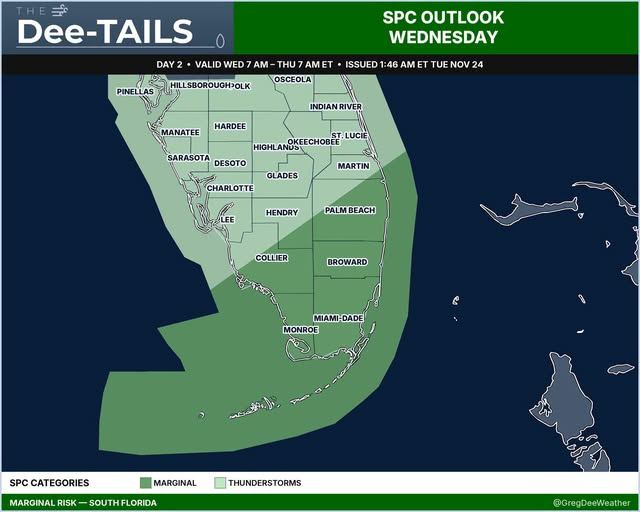 THE
Dee-TAILS
SPC OUTLOOK
WEDNESDAY
DAY 2 • VALID WED 7 AM – THU 7 AM ET • ISSUED 1:46 AM ET TUE NOV 24
OSCEOLA
HILLSBOROUGH
PINELLAS
INDIAN RIVER
HARDEE
MANATEE
ST. LUCIE
OKEECHOBEE
HIGHLANDS
SARASOTA
DESOTO
MARTIN
GLADES
CHARLOTTE
LEE
HENDRY
PALM BEACH
COLLIER
BROWARD
MIAMI-DADE
MONROE
SPC CATEGORIES
MARGINAL
THUNDERSTORMS
MARGINAL RISK — SOUTH FLORIDA
@GregDeeWeather